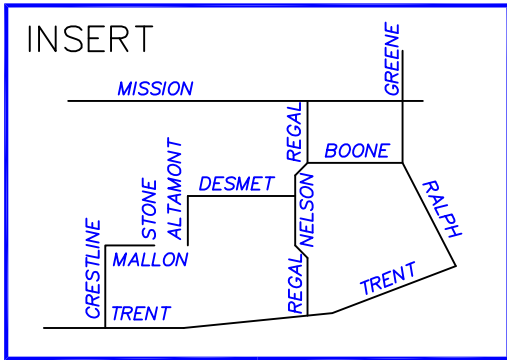 INSERT
GREENE
MISSION
REGAL
BOONE
STONE
ALTAMONT
DESMET
NELSON
RALPH
CRESTLINE
MALLON
REGAL
TRENT
TRENT